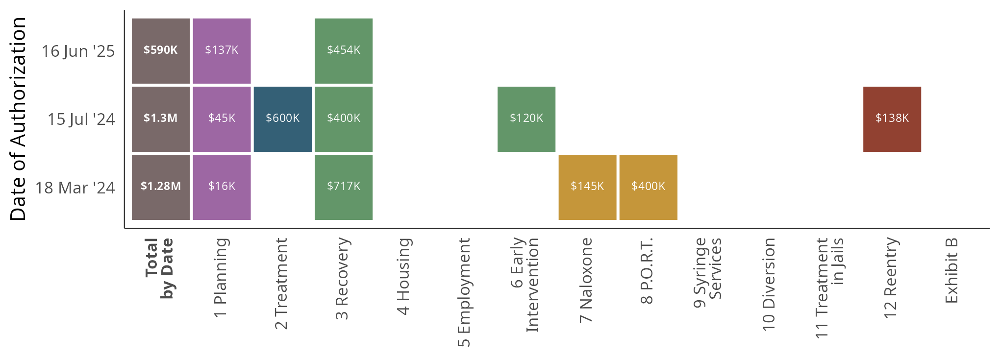 Date of Authorization
16 Jun '25
$590K
$137K
$454K
15 Jul '24
$1.3M
$45K
$600K
$400K
$120K
$138K
18 Mar '24
$1.28M
$16K
$717K
$145K
$400K
Total
by Date
1 Planning
2 Treatment
3 Recovery
4 Housing
5 Employment
6 Early
Intervention
7 Naloxone
8 P.O.R.T.
9 Syringe
Services
10 Diversion
11 Treatment
in Jails
12 Reentry
Exhibit B